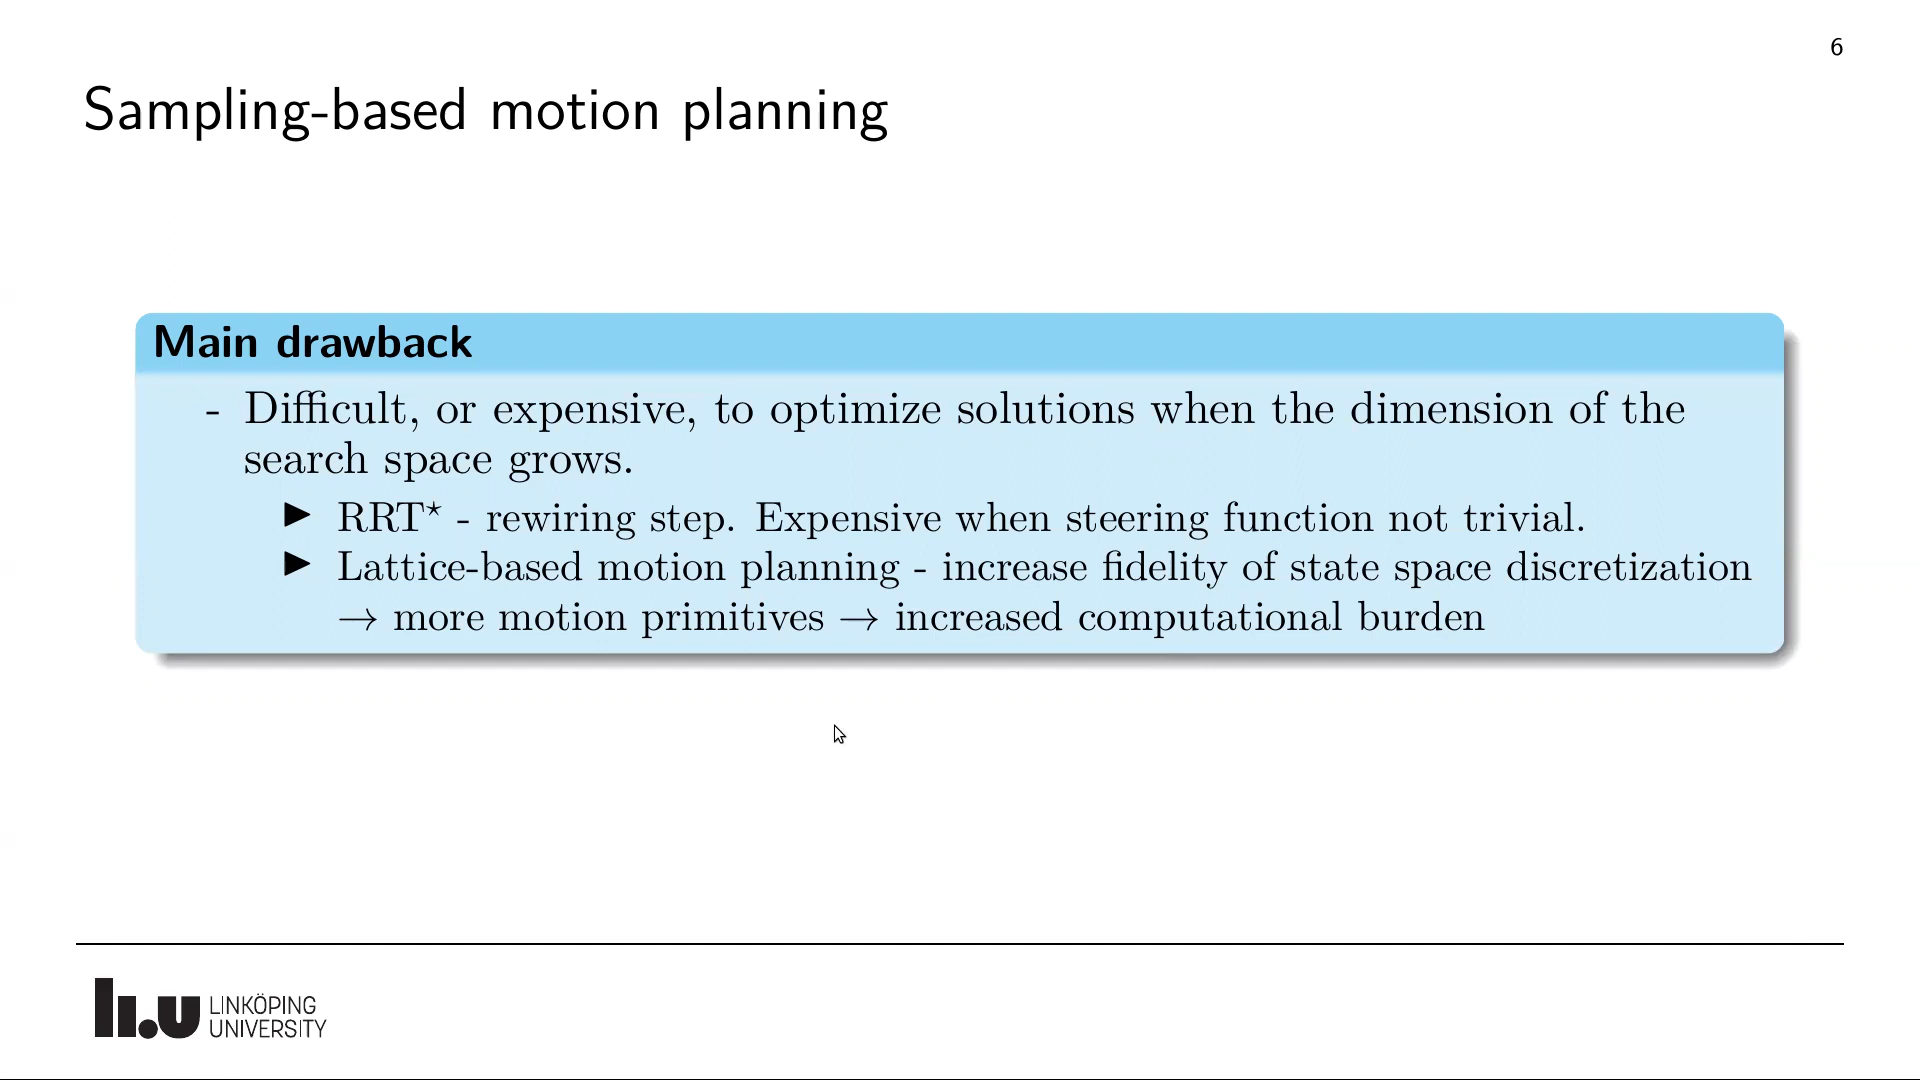 6
Sampling-based motion planning
Main drawback
- Difficult, or expensive, to optimize solutions when the dimension of the
search space grows.
▶ RRT⋆ - rewiring step. Expensive when steering function not trivial.
▶ Lattice-based motion planning - increase fidelity of state space discretization
→ more motion primitives → increased computational burden
li.u LINKÖPING
UNIVERSITY